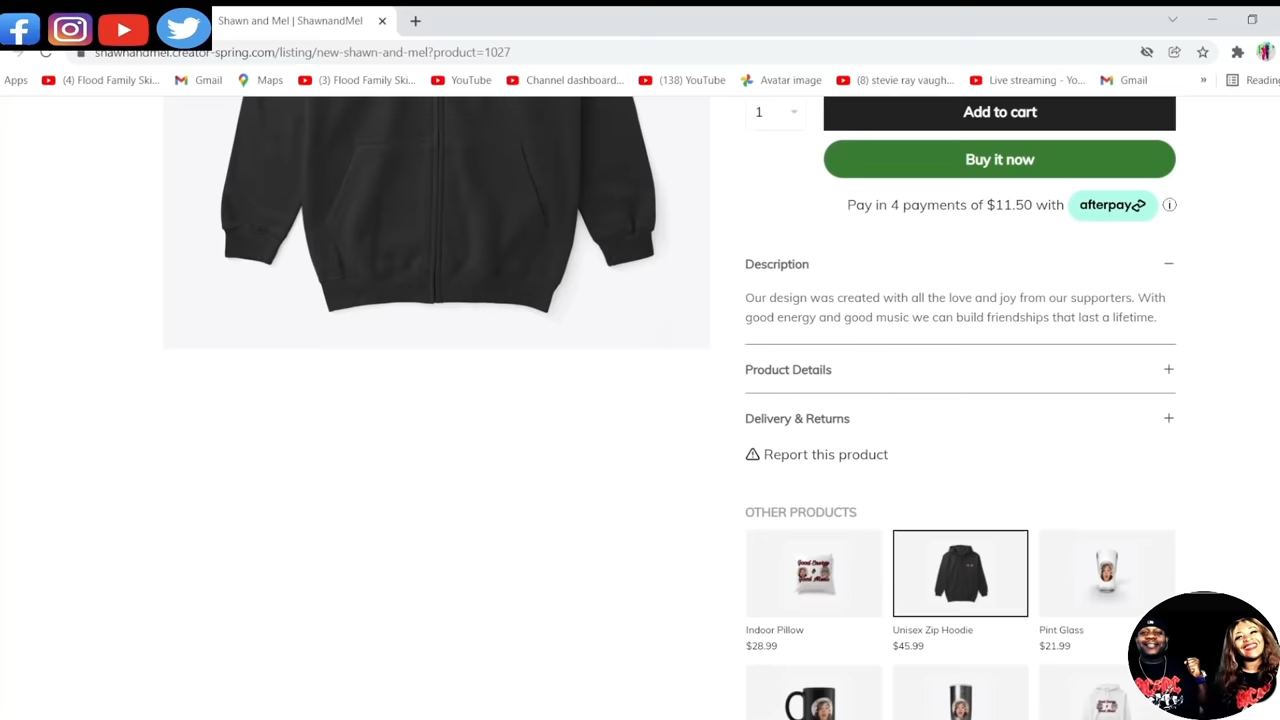 Shawn and Mel | ShawnandMel
shawnandmel.creator-spring.com/listing/new-shawn-and-mel?product=1027
Apps
(4) Flood Family Ski...
Gmail
Maps
(3) Flood Family Ski...
YouTube
Channel dashboard...
(138) YouTube
Avatar image
(8) stevie ray vaugh...
Live streaming - Yo...
Gmail
»
Reading
1
Add to cart
Buy it now
Pay in 4 payments of $11.50 with afterpay
Description
Our design was created with all the love and joy from our supporters. With
good energy and good music we can build friendships that last a lifetime.
Product Details
Delivery & Returns
Report this product
OTHER PRODUCTS
Good Energy
&
Good Music
Indoor Pillow
$28.99
Unisex Zip Hoodie
$45.99
Pint Glass
$21.99